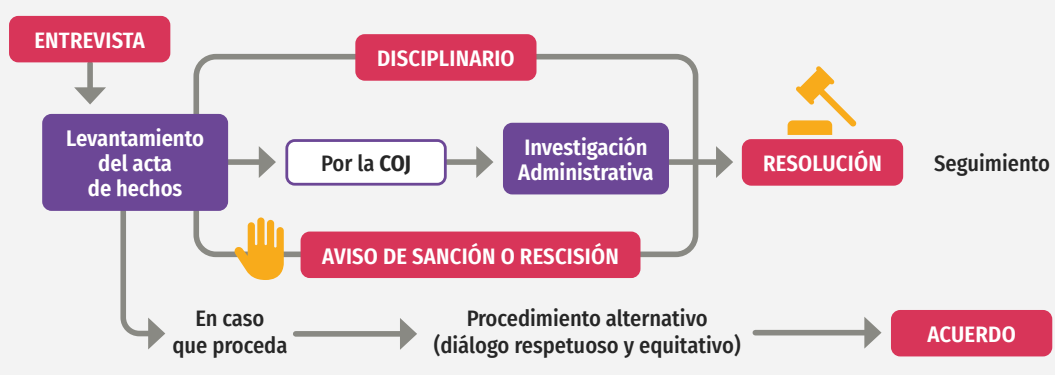 ENTREVISTA
DISCIPLINARIO
Levantamiento
del acta
de hechos
Por la COJ
Investigación
Administrativa
RESOLUCIÓN
Seguimiento
AVISO DE SANCIÓN O RESCISIÓN
En caso
que proceda
Procedimiento alternativo
(diálogo respetuoso y equitativo)
ACUERDO